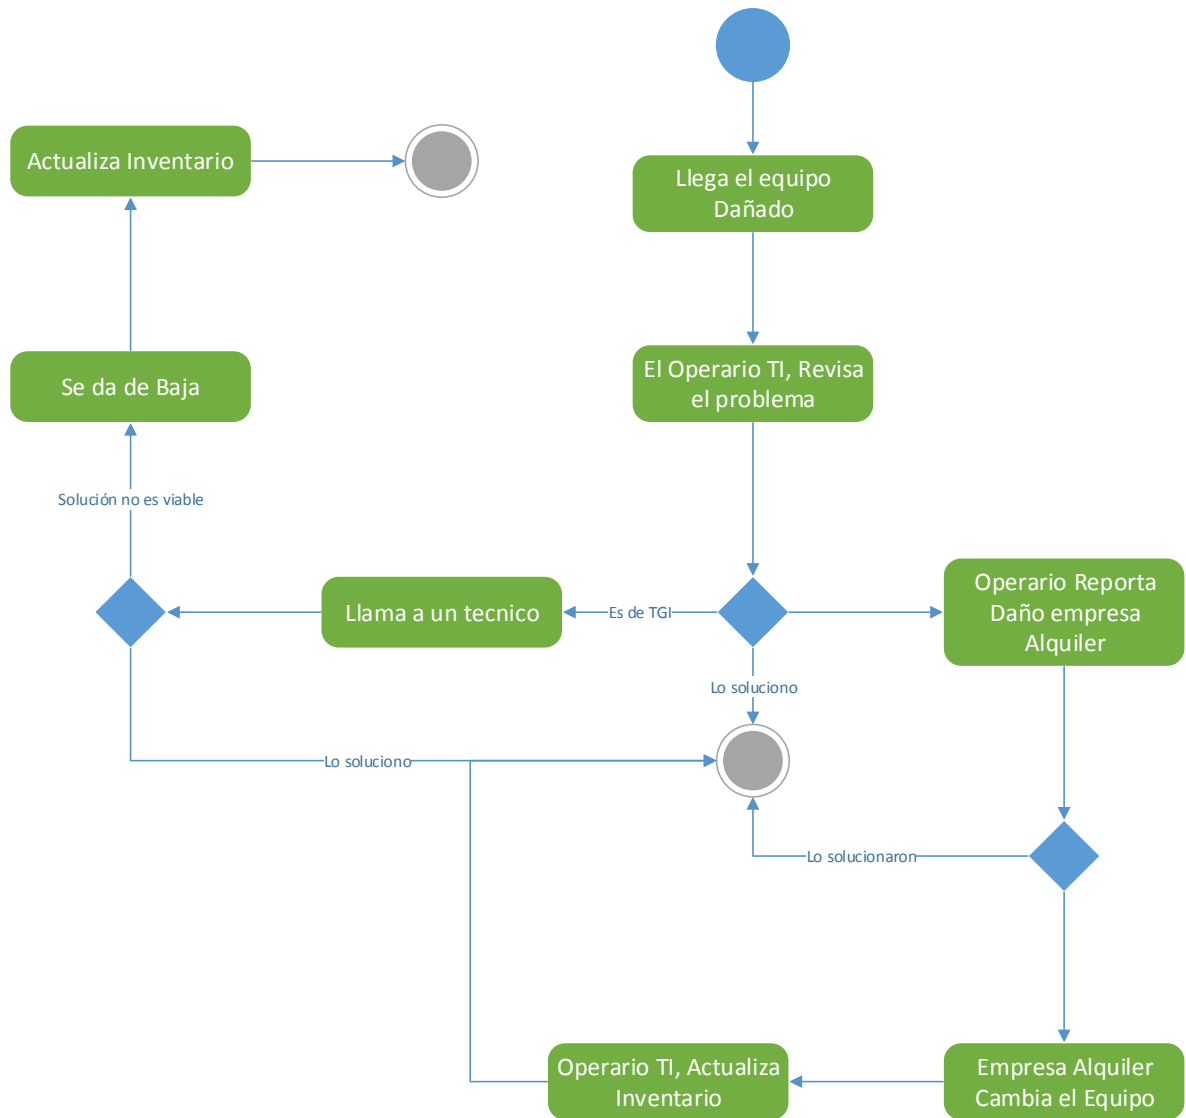 Actualiza Inventario
Llega el equipo
Dañado
Se da de Baja
El Operario TI, Revisa
el problema
Solución no es viable
Llama a un tecnico
Es de TGI
Operario Reporta
Daño empresa
Alquiler
Lo soluciono
Lo soluciono
Lo solucionaron
Operario TI, Actualiza
Inventario
Empresa Alquiler
Cambia el Equipo